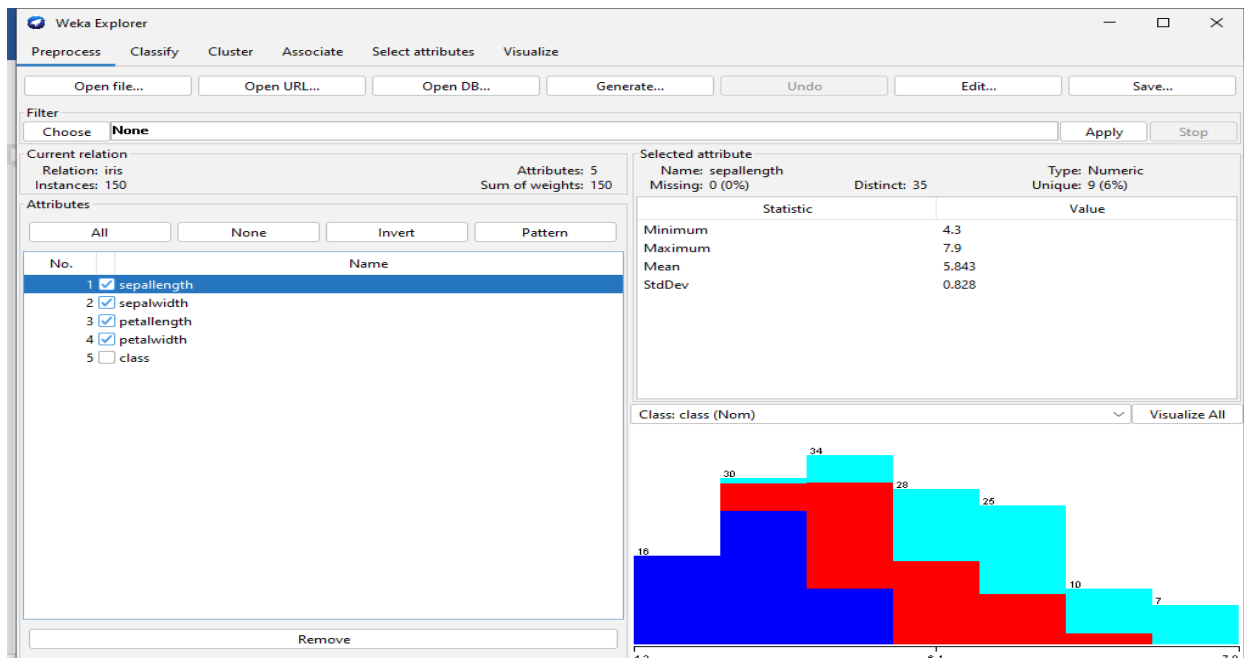 Weka Explorer
Preprocess Classify Cluster Associate Select attributes Visualize
Open file... Open URL... Open DB... Generate... Undo Edit... Save...
Filter
Choose None Apply Stop
Current relation
Relation: iris Attributes: 5
Instances: 150 Sum of weights: 150
Attributes
All None Invert Pattern
No. Name
1 sepallength
2 sepalwidth
3 petallength
4 petalwidth
5 class
Remove
Selected attribute
Name: sepallength Type: Numeric
Missing: 0 (0%) Distinct: 35 Unique: 9 (6%)
Statistic Value
Minimum 4.3
Maximum 7.9
Mean 5.843
StdDev 0.828
Class: class (Nom) Visualize All
16 30 34 28 25 10 7